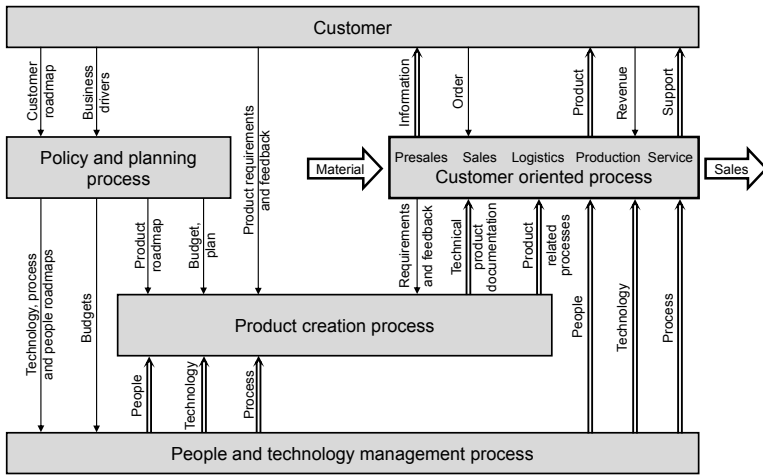 Customer
Customer
roadmap
Business
drivers
Product requirements
and feedback
Information
Order
Product
Revenue
Support
Policy and planning
process
Material
Presales Sales Logistics Production Service
Customer oriented process
Sales
Technology, process
and people roadmaps
Budgets
Product
roadmap
Budget,
plan
Requirements
and feedback
Technical
product
documentation
Product
related
processes
Product creation process
People
Technology
Process
People
Technology
Process
People and technology management process